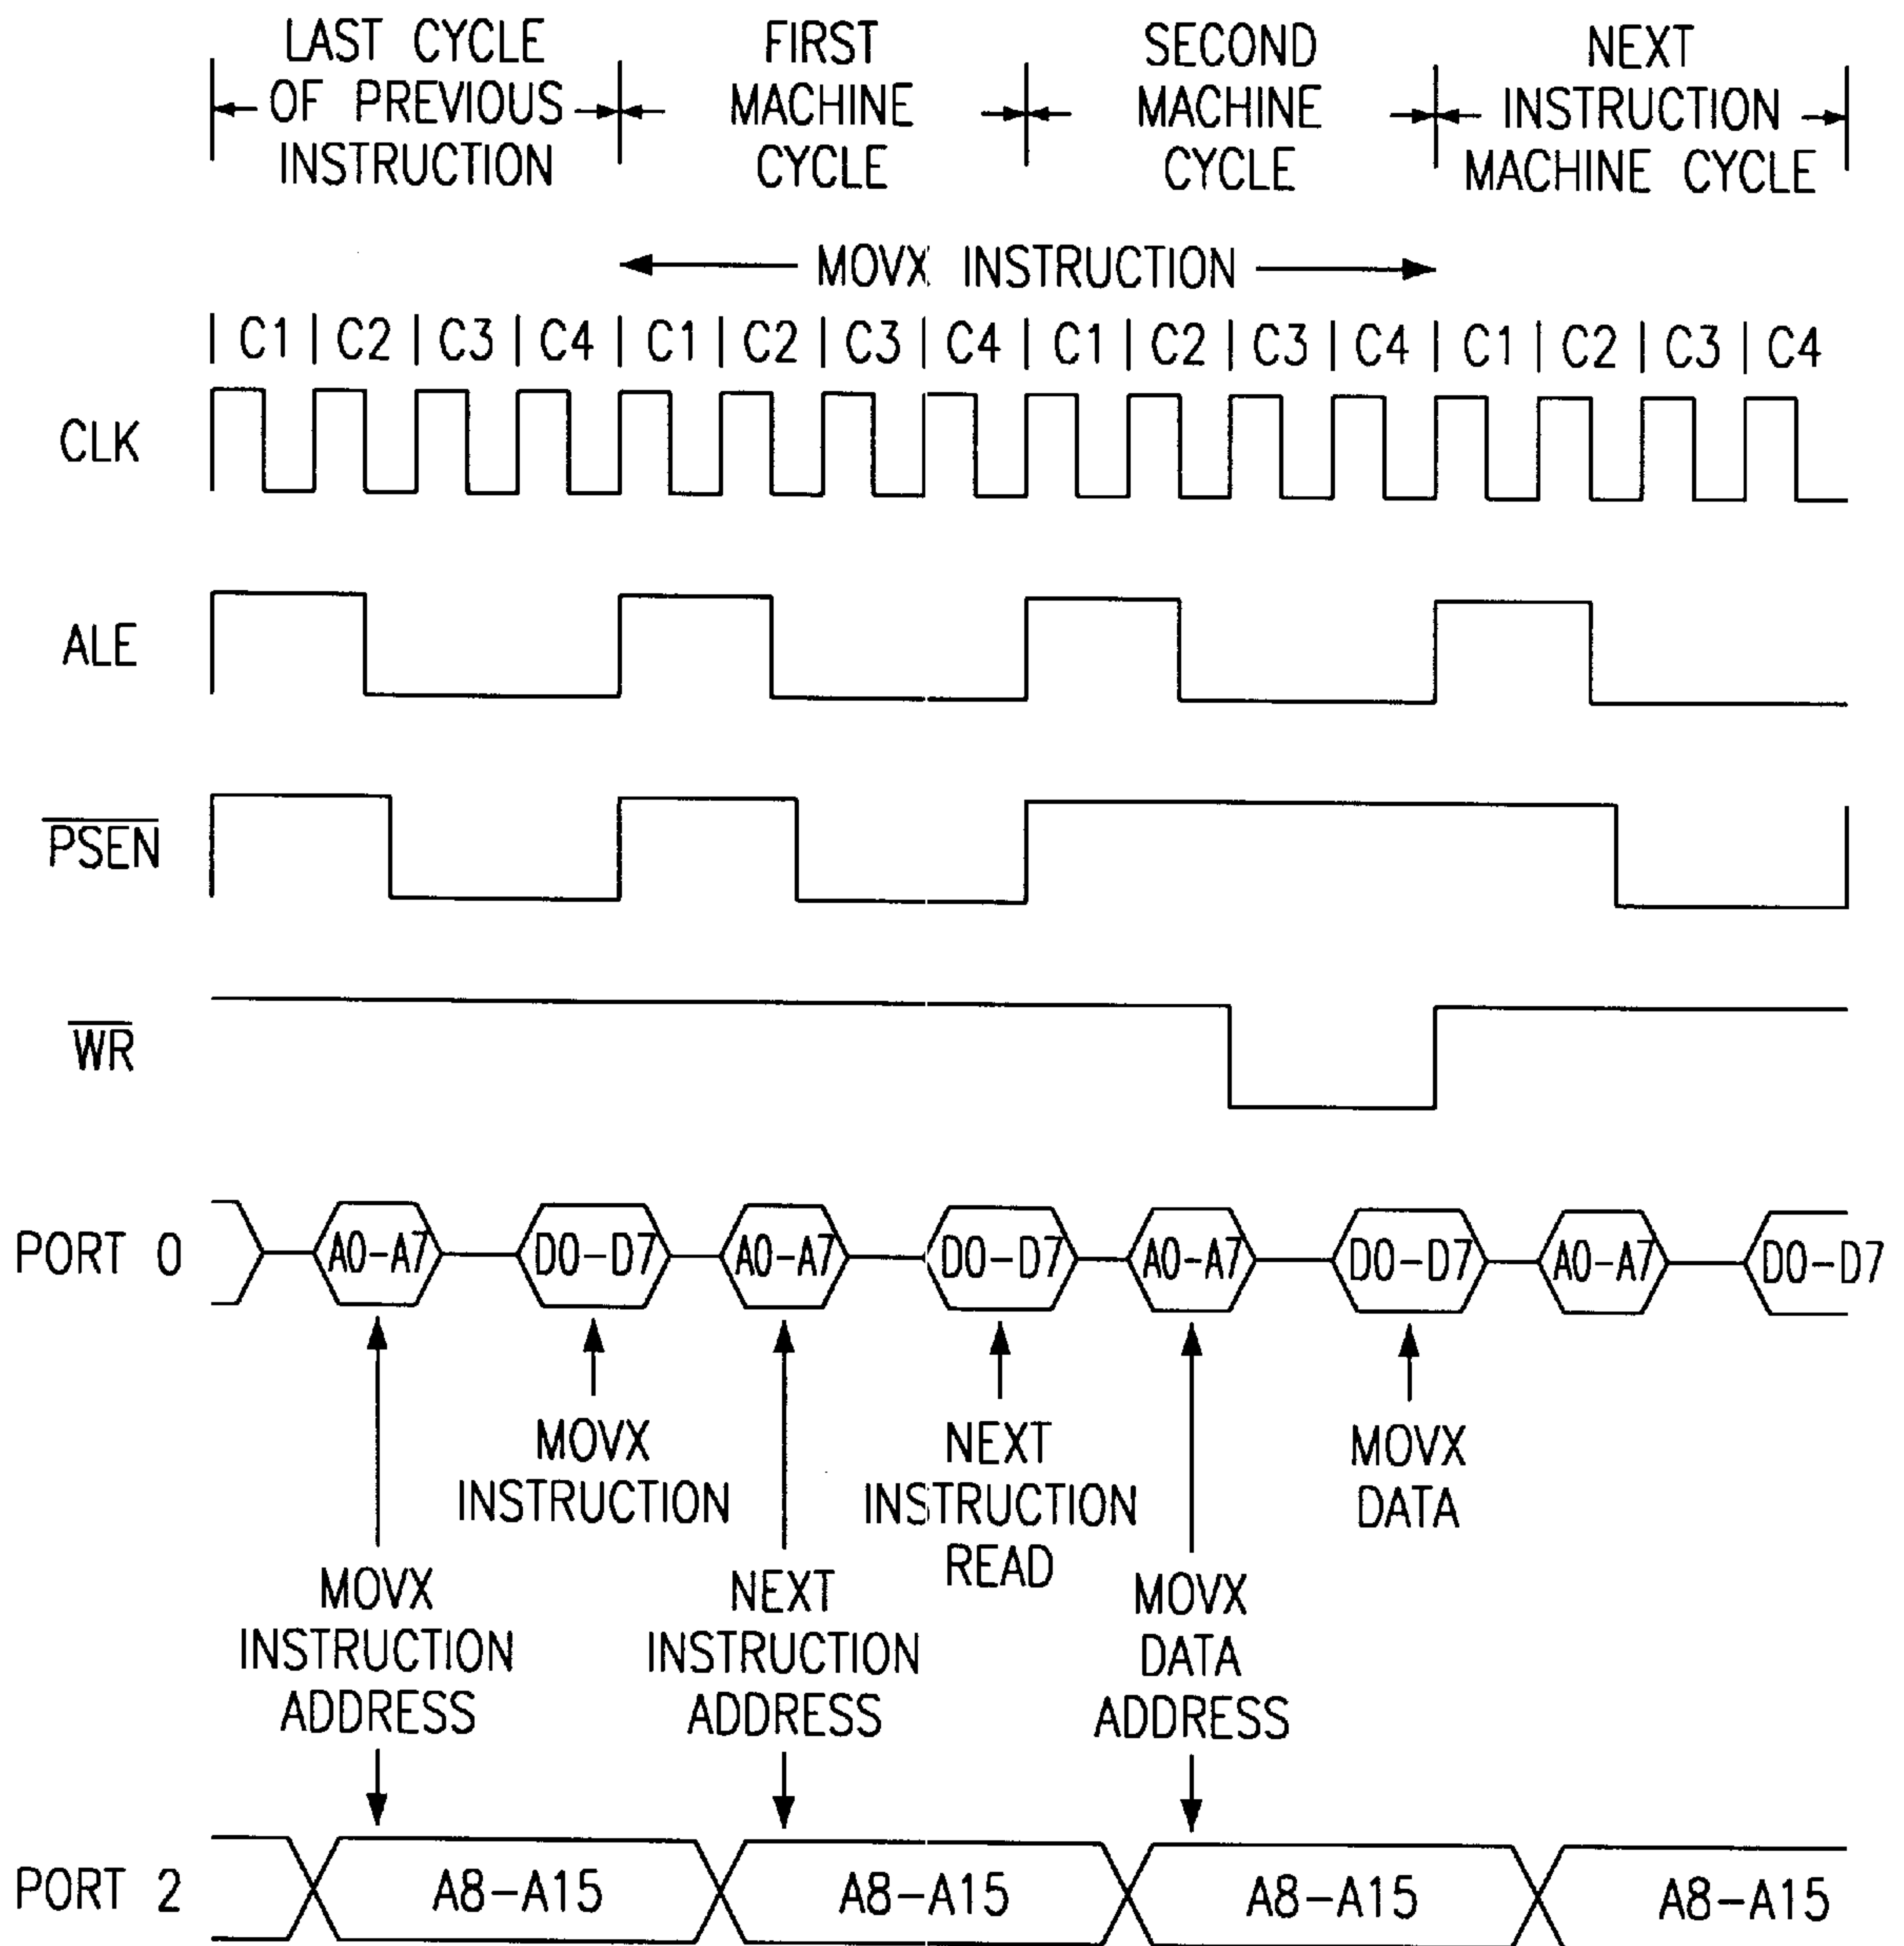 LAST CYCLE
OF PREVIOUS
INSTRUCTION
FIRST
MACHINE
CYCLE
SECOND
MACHINE
CYCLE
NEXT
INSTRUCTION
MACHINE CYCLE
MOVX INSTRUCTION
C1 C2 C3 C4 C1 C2 C3 C4 C1 C2 C3 C4 C1 C2 C3 C4
CLK
ALE
PSEN
WR
PORT 0 A0-A7 D0-D7 A0-A7 D0-D7 A0-A7 D0-D7 A0-A7 D0-D7
MOVX
INSTRUCTION
NEXT
INSTRUCTION
READ
MOVX
DATA
MOVX
INSTRUCTION
ADDRESS
NEXT
INSTRUCTION
ADDRESS
MOVX
DATA
ADDRESS
PORT 2 A8-A15 A8-A15 A8-A15 A8-A15